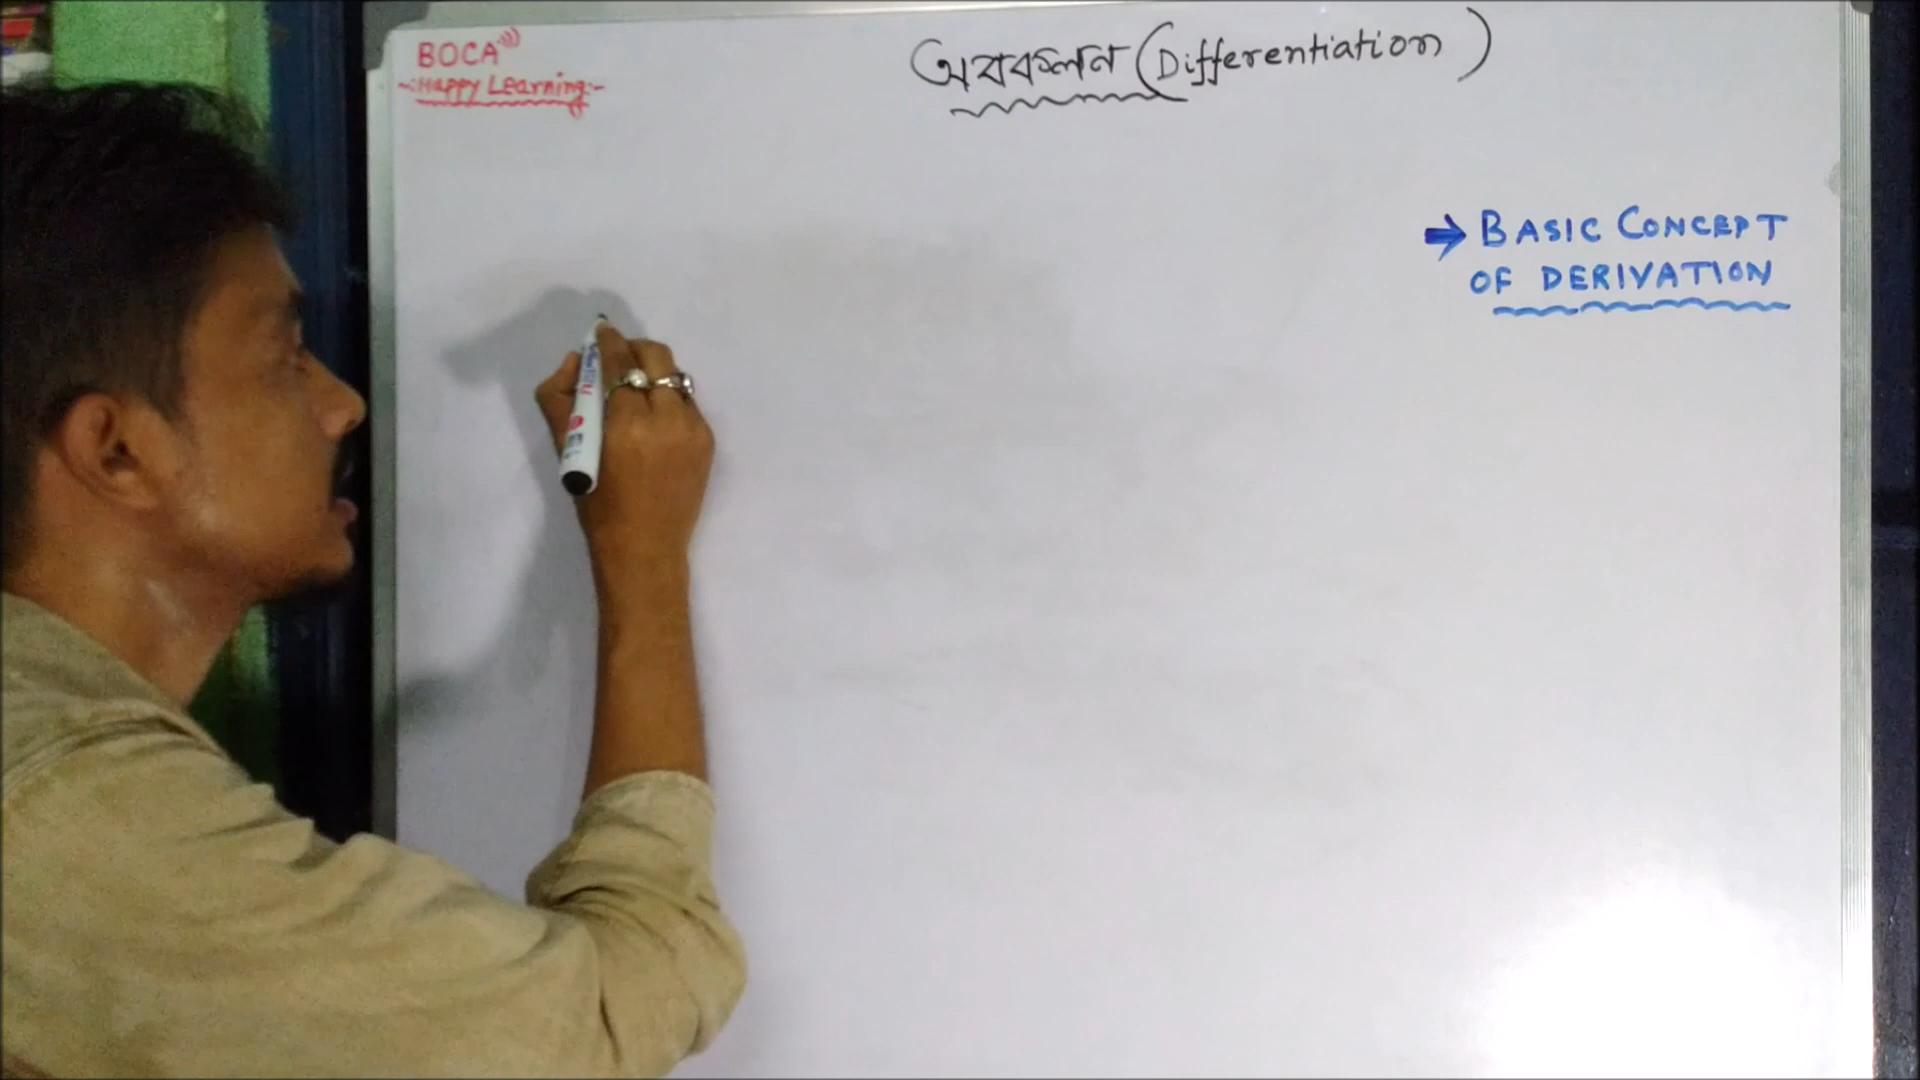 BOCA
Happy Learning
অবকলন (Differentiation)
→ BASIC CONCEPT
OF DERIVATION